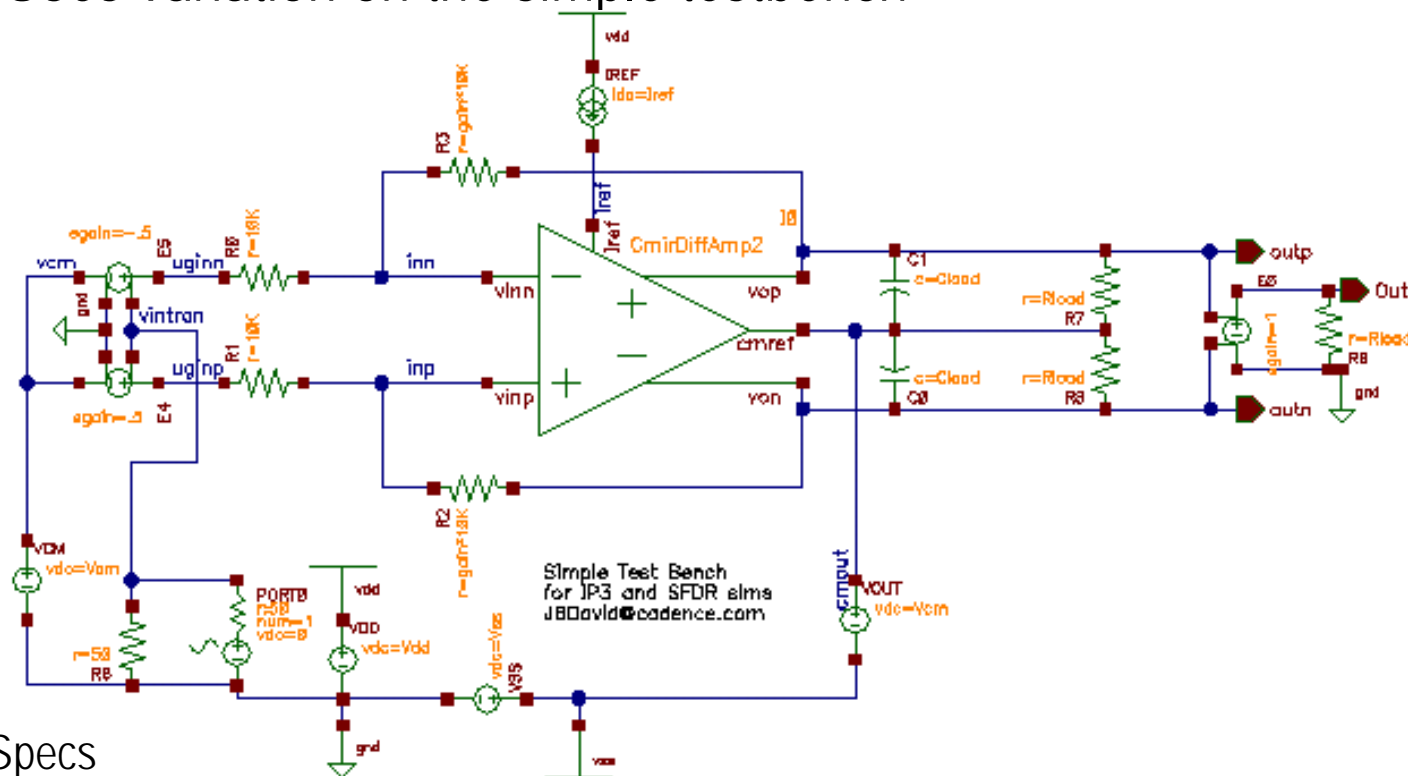 vdd
IREF
Idc=Iref
R3
r=gain*10K
Iref
Iref
I0
CmirDiffAmp2
egain=-.5
E5
R0
r=10K
vcm
uginn
inn
vinn
gnd
vintran
uginp
R1
r=10K
inp
vinp
egain=.5
E4
vop
cmref
von
C1
c=Cload
c=Cload
C0
r=Rload
R7
r=Rload
outp
E0
egain=1
Out
r=Rload
gnd
outn
R2
r=gain*10K
VCM
vdc=Vcm
r=50
PORT0
r=50
num=1
vdc=0
vdd
VDD
vdc=Vdd
gnd
vdc=Vss
VSS
Simple Test Bench
for IP3 and SFDR sims
JBDavid@cadence.com
cmout
VOUT
vdc=Vcm
vss
Specs